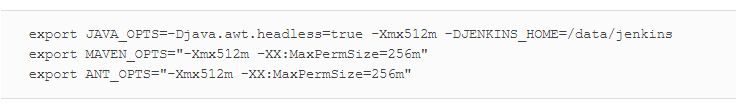 export JAVA_OPTS=-Djava.awt.headless=true -Xmx512m -DJENKINS_HOME=/data/jenkins
export MAVEN_OPTS="-Xmx512m -XX:MaxPermSize=256m"
export ANT_OPTS="-Xmx512m -XX:MaxPermSize=256m"